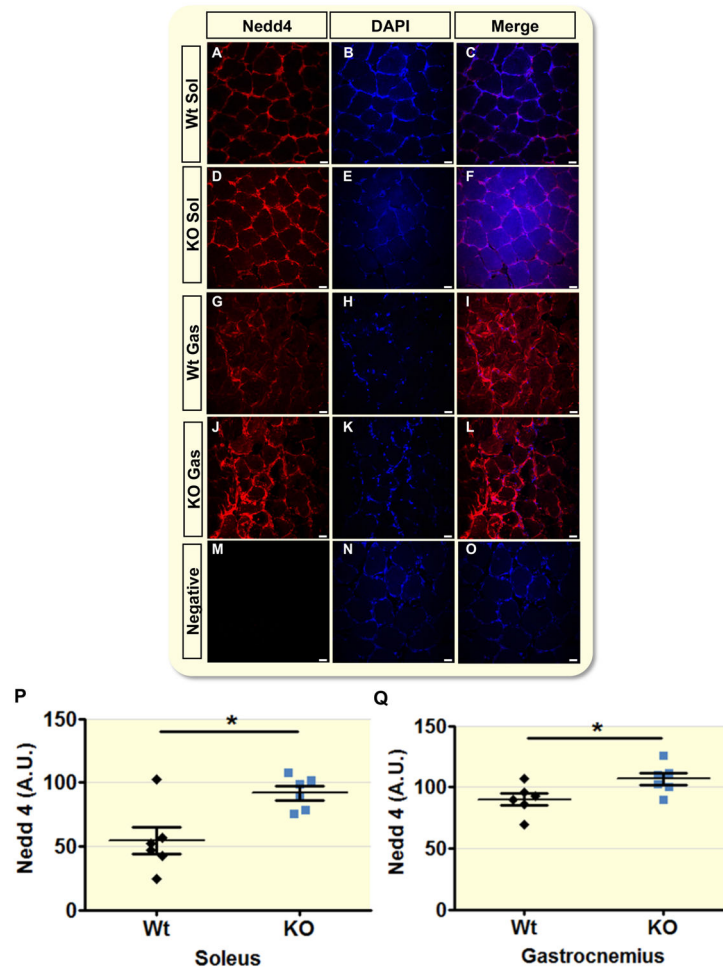 Nedd4 DAPI Merge
Wt Sol
A B C
KO Sol
D E F
Wt Gas
G H I
KO Gas
J K L
Negative
M N O
P
150
100
50
0
Nedd 4 (A.U.)
*
Wt KO
Soleus
Q
150
100
50
0
Nedd 4 (A.U.)
*
Wt KO
Gastrocnemius